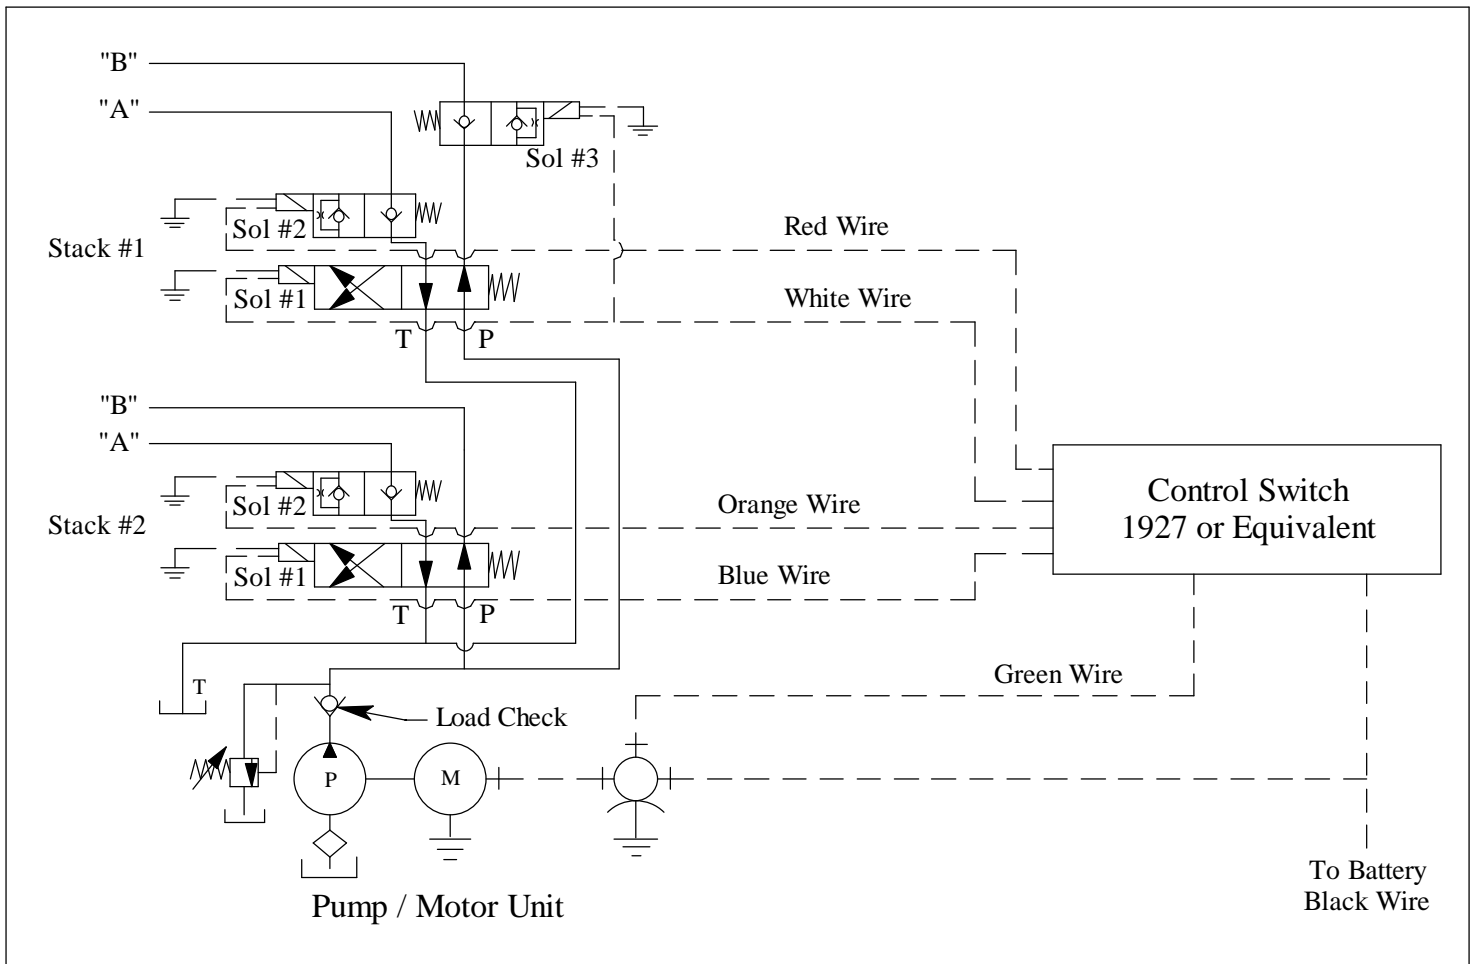 "B"
"A"
Sol #3
Sol #2
Red Wire
Stack #1
Sol #1
White Wire
T
P
"B"
"A"
Sol #2
Orange Wire
Control Switch
1927 or Equivalent
Stack #2
Sol #1
Blue Wire
T
P
T
Green Wire
Load Check
P
M
To Battery
Black Wire
Pump / Motor Unit